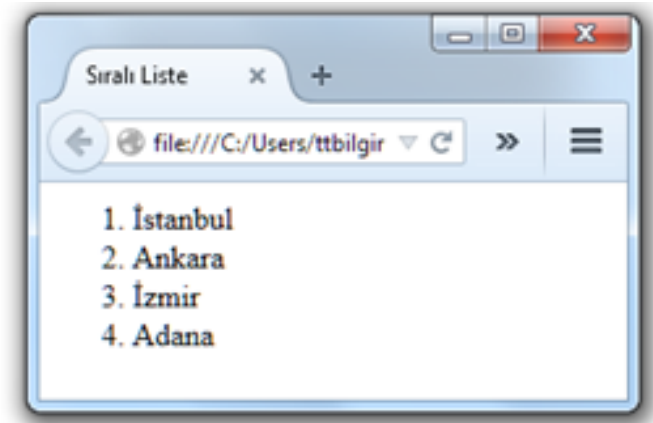 Sıralı Liste
file:///C:/Users/ttbilgir
1. İstanbul
2. Ankara
3. İzmir
4. Adana